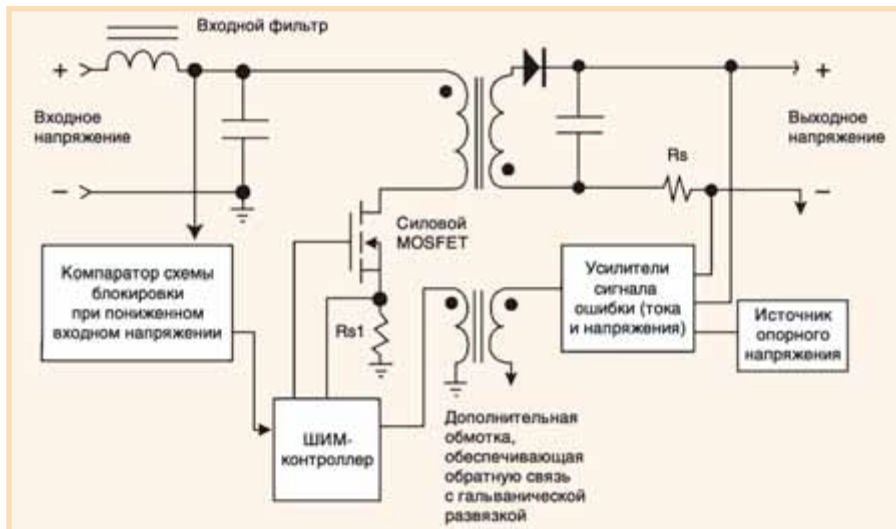 Входной фильтр
+
+
Входное
напряжение
Выходное
напряжение
Rs
–
–
Силовой
MOSFET
Компаратор схемы
блокировки
при пониженном
входном напряжении
Усилители
сигнала
ошибки (тока
и напряжения)
Источник
опорного
напряжения
Rs1
ШИМ-
контроллер
Дополнительная
обмотка,
обеспечивающая
обратную связь
с гальванической
развязкой